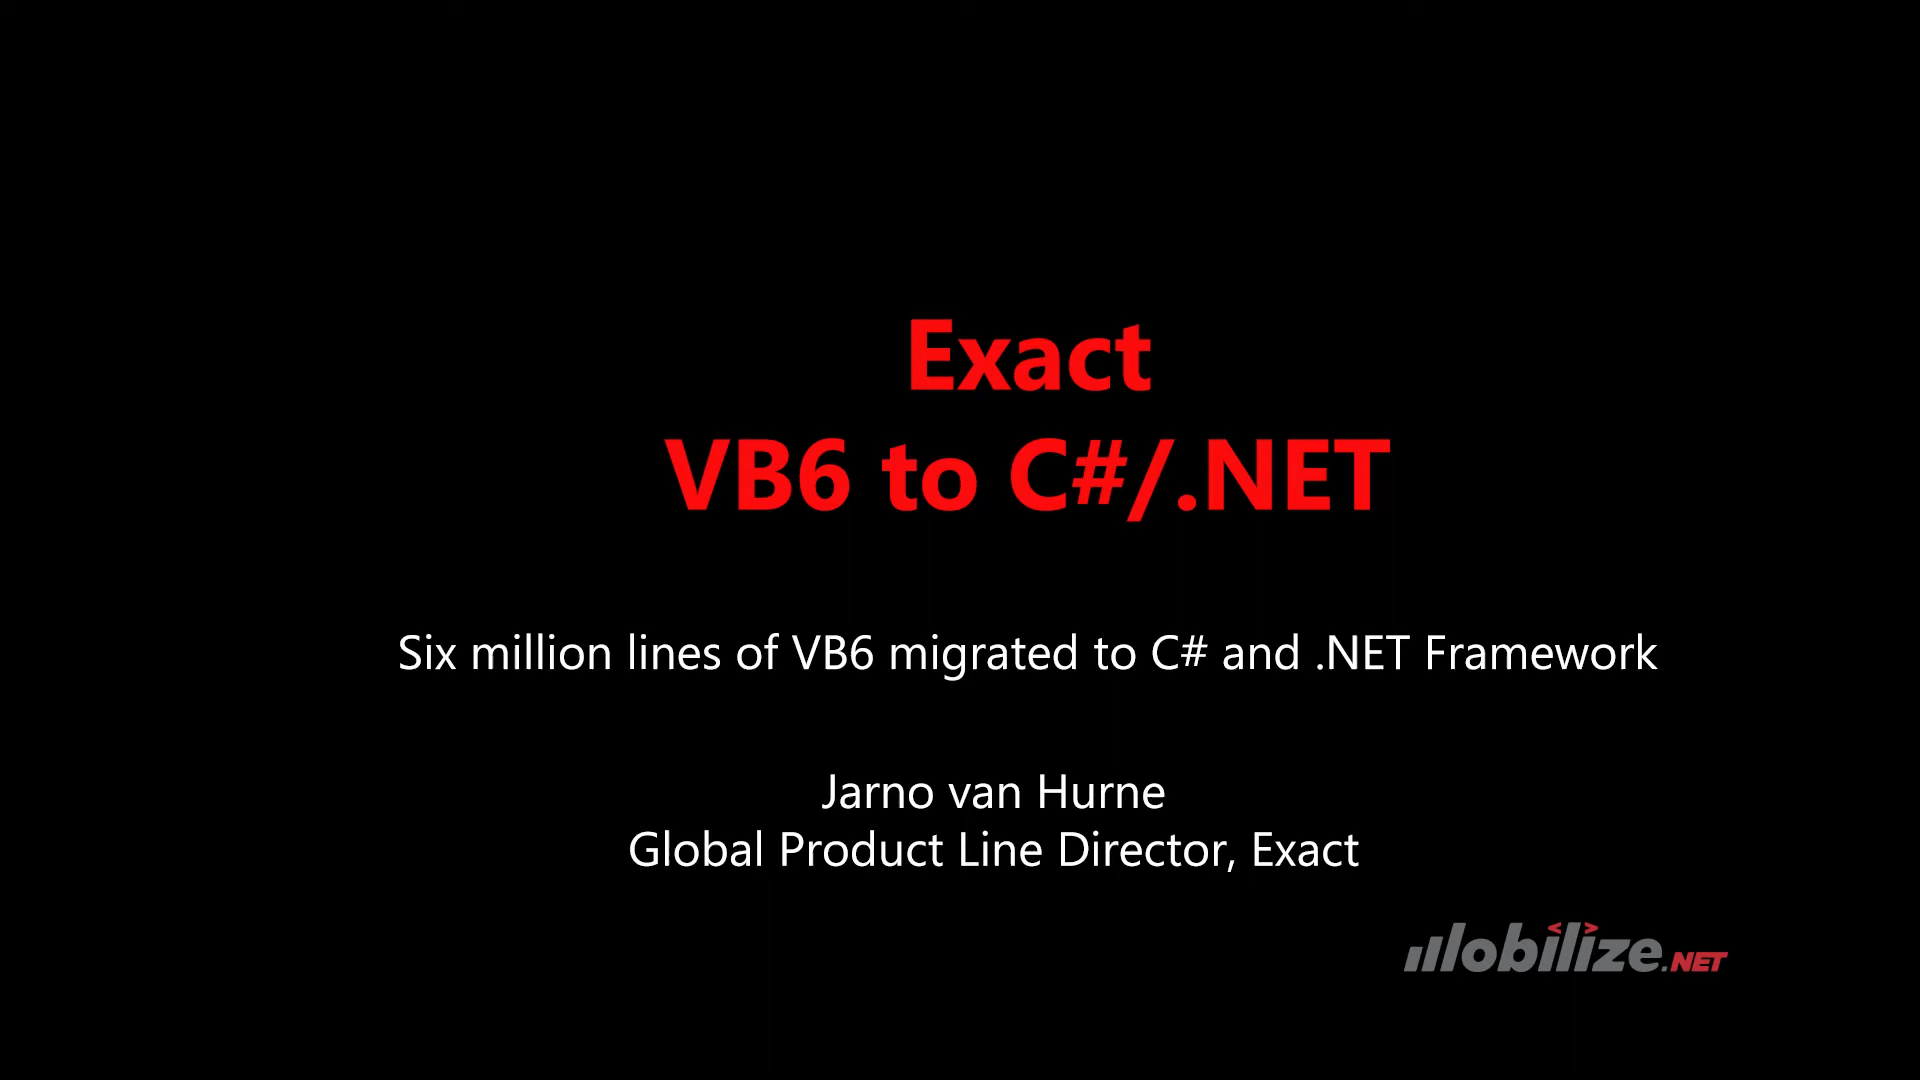 Exact
VB6 to C#/.NET
Six million lines of VB6 migrated to C# and .NET Framework
Jarno van Hurne
Global Product Line Director, Exact
Mobilize.NET